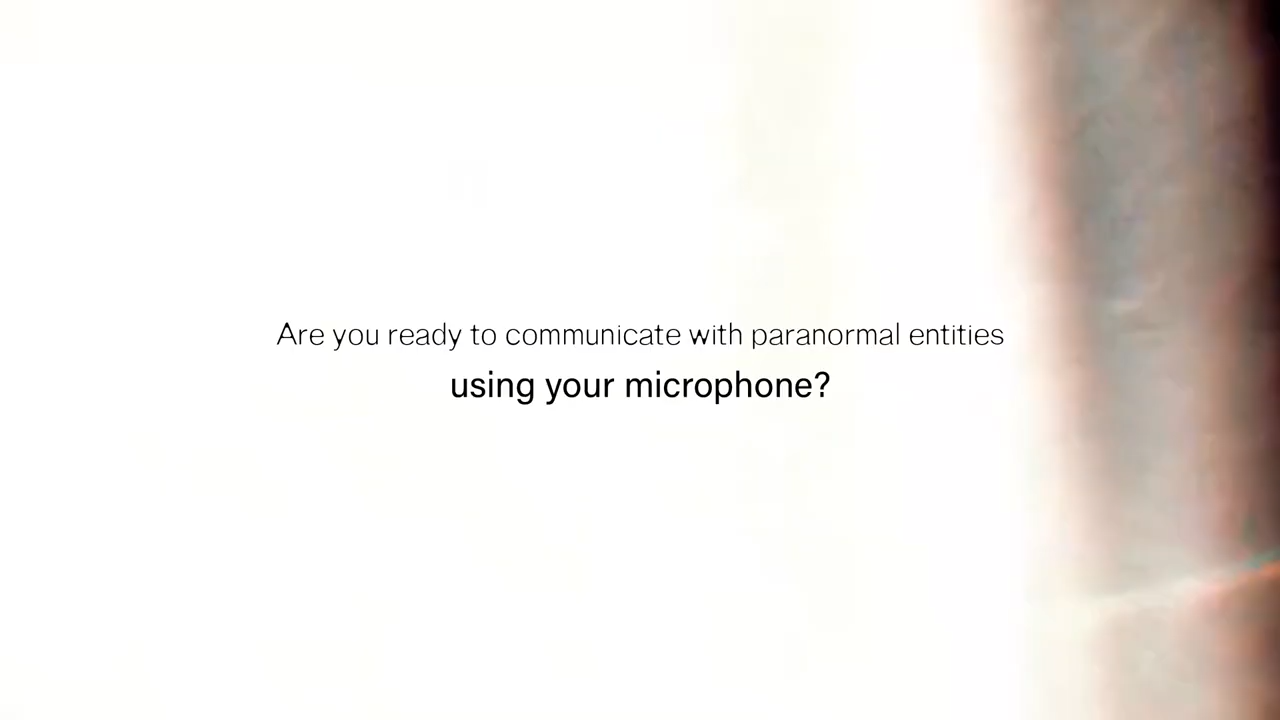 Are you ready to communicate with paranormal entities
using your microphone?